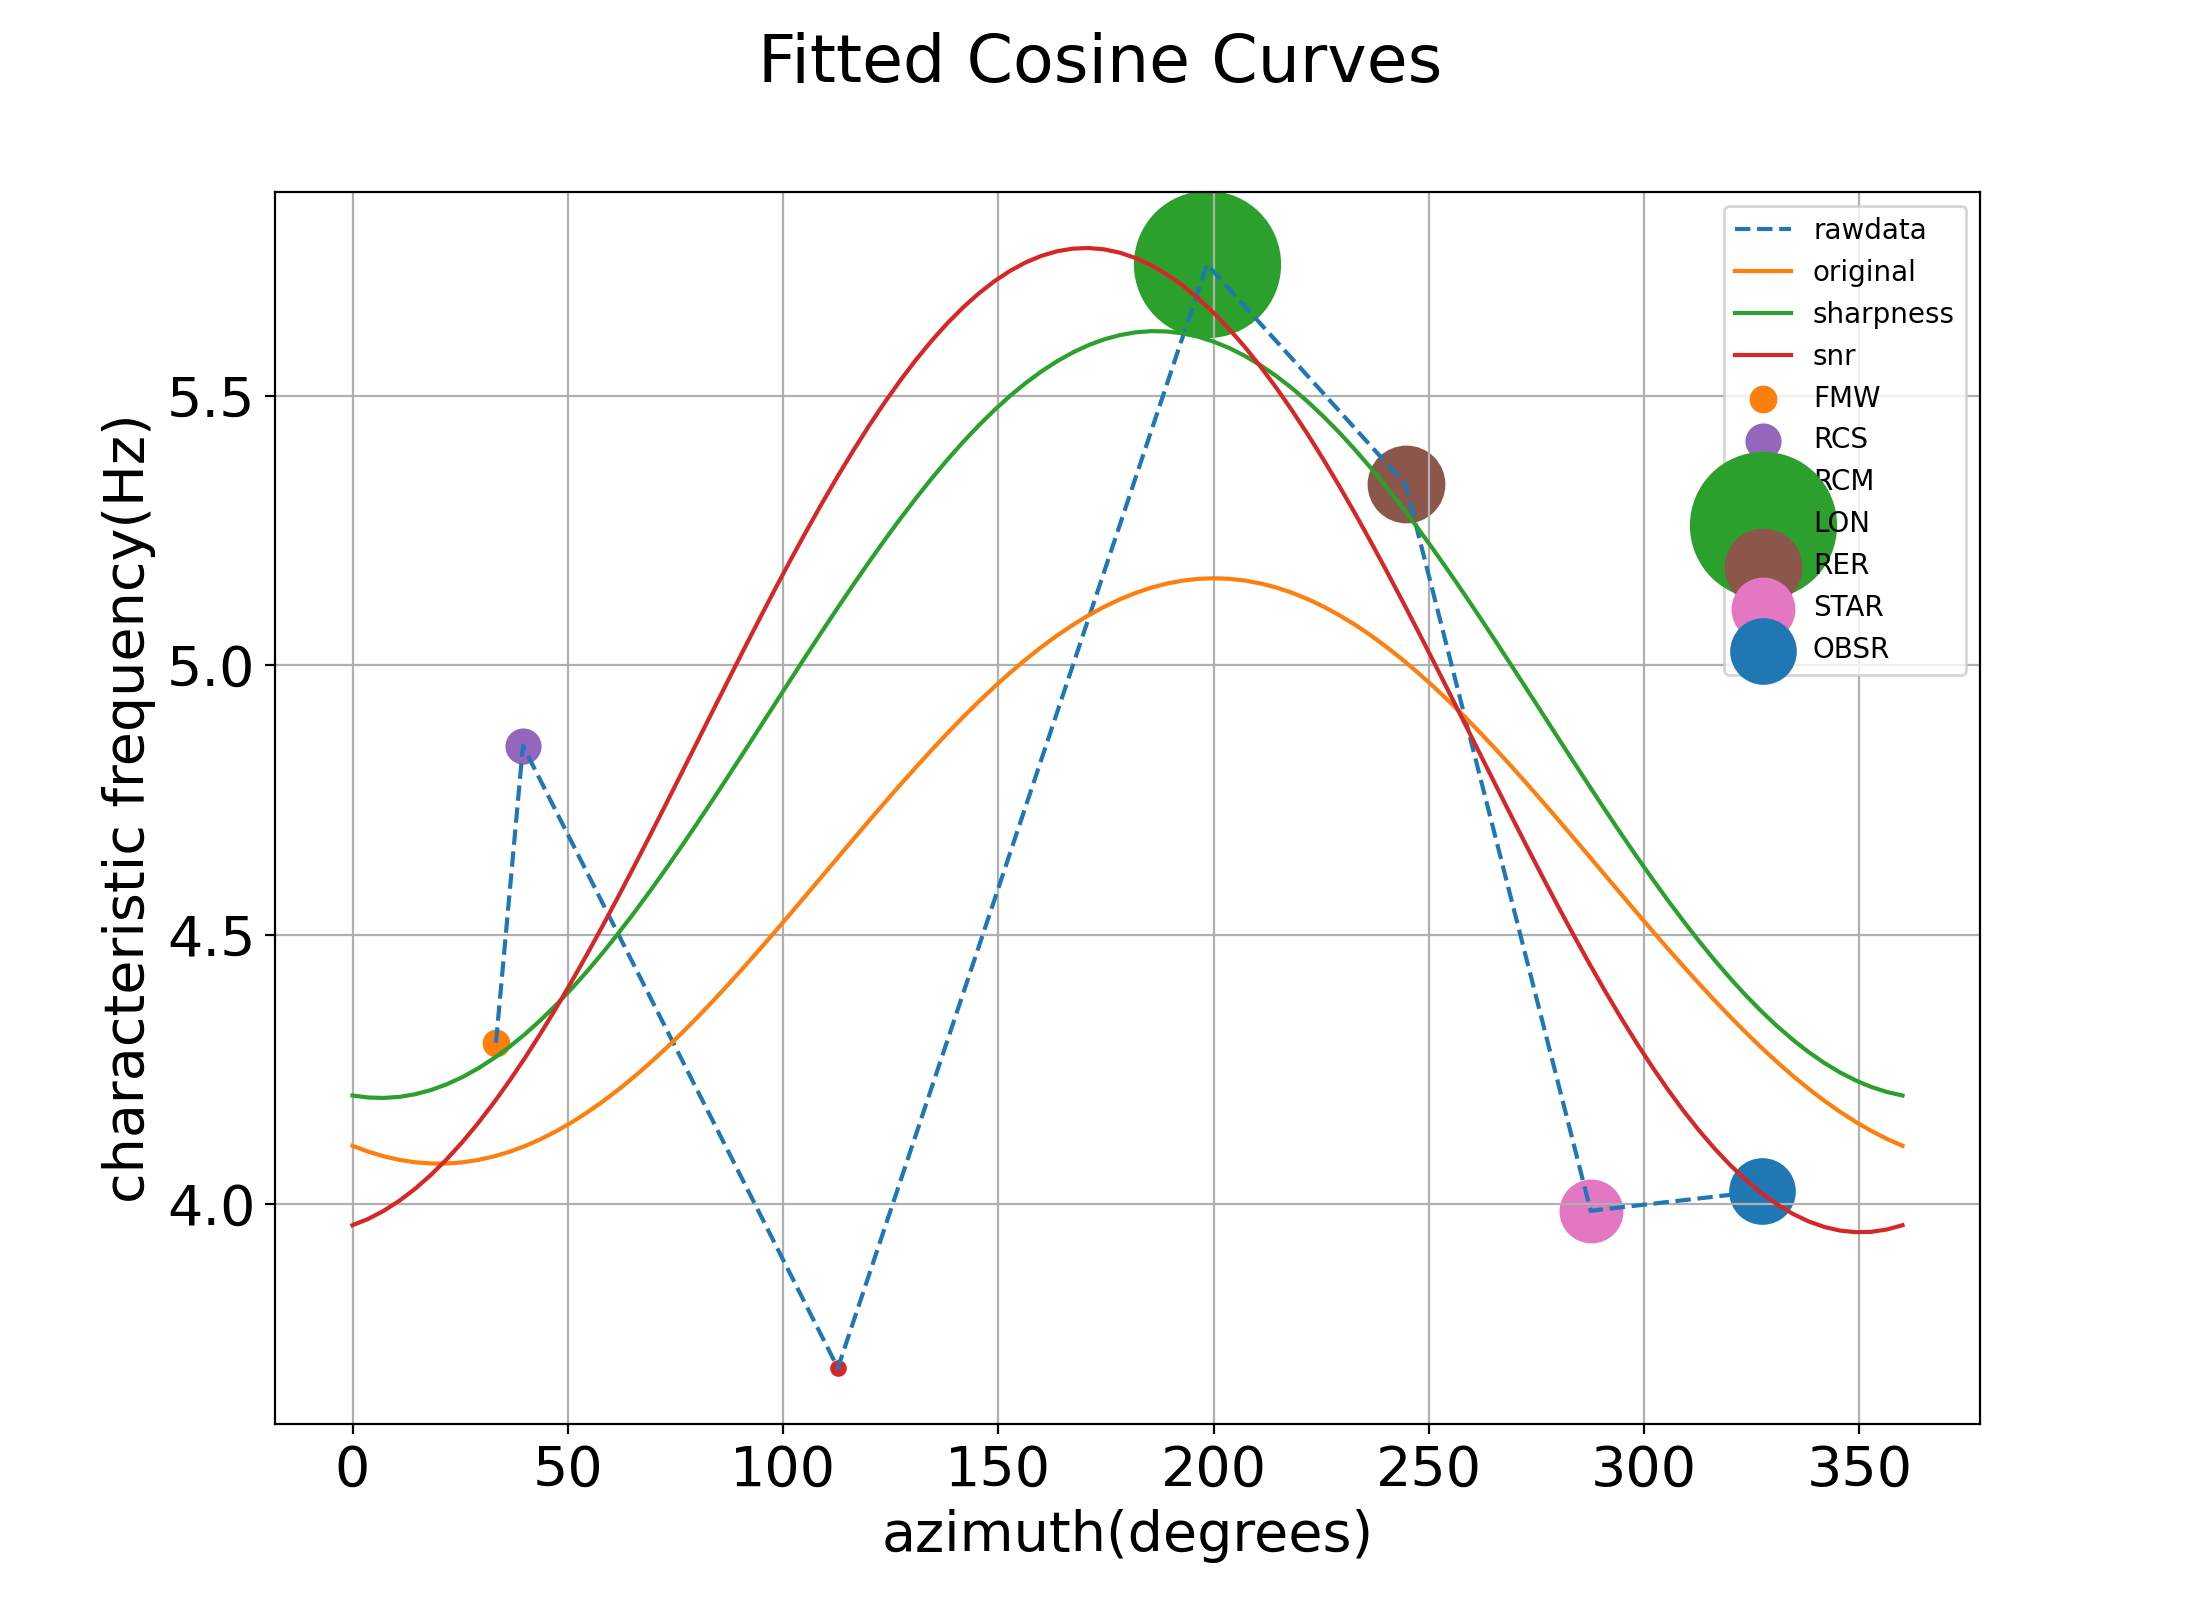 Fitted Cosine Curves
characteristic frequency(Hz)
5.5
5.0
4.5
4.0
rawdata
original
sharpness
snr
FMW
RCS
RCM
LON
RER
STAR
OBSR
0 50 100 150 200 250 300 350
azimuth(degrees)